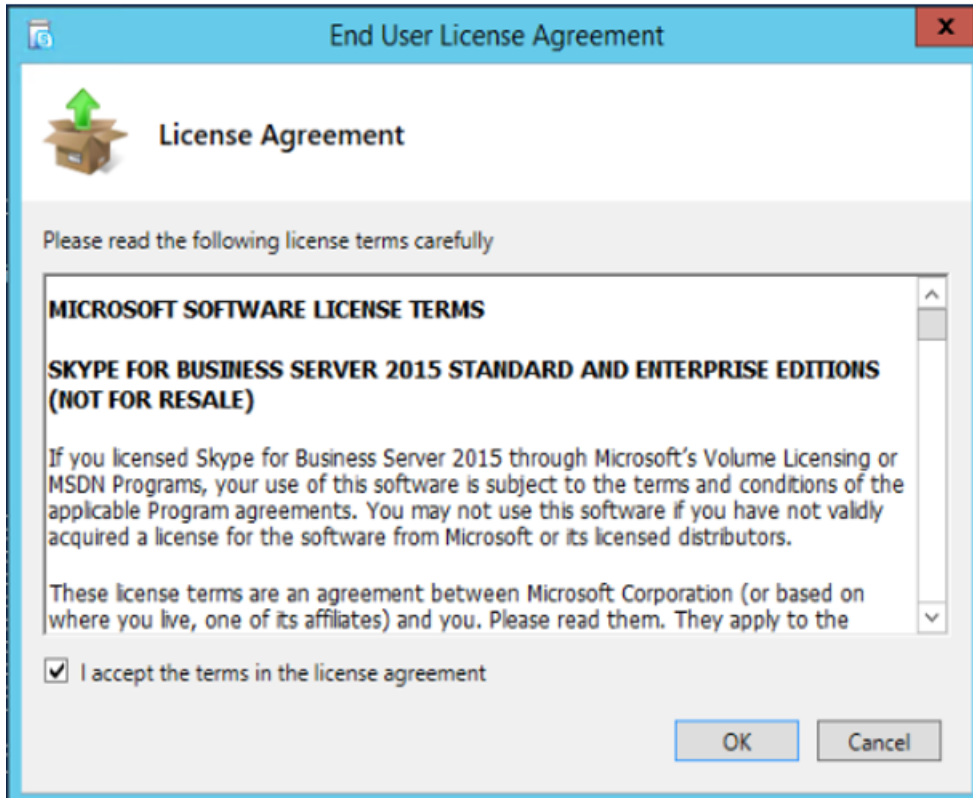 End User License Agreement
License Agreement
Please read the following license terms carefully
MICROSOFT SOFTWARE LICENSE TERMS
SKYPE FOR BUSINESS SERVER 2015 STANDARD AND ENTERPRISE EDITIONS
(NOT FOR RESALE)
If you licensed Skype for Business Server 2015 through Microsoft's Volume Licensing or
MSDN Programs, your use of this software is subject to the terms and conditions of the
applicable Program agreements. You may not use this software if you have not validly
acquired a license for the software from Microsoft or its licensed distributors.
These license terms are an agreement between Microsoft Corporation (or based on
where you live, one of its affiliates) and you. Please read them. They apply to the
I accept the terms in the license agreement
OK Cancel